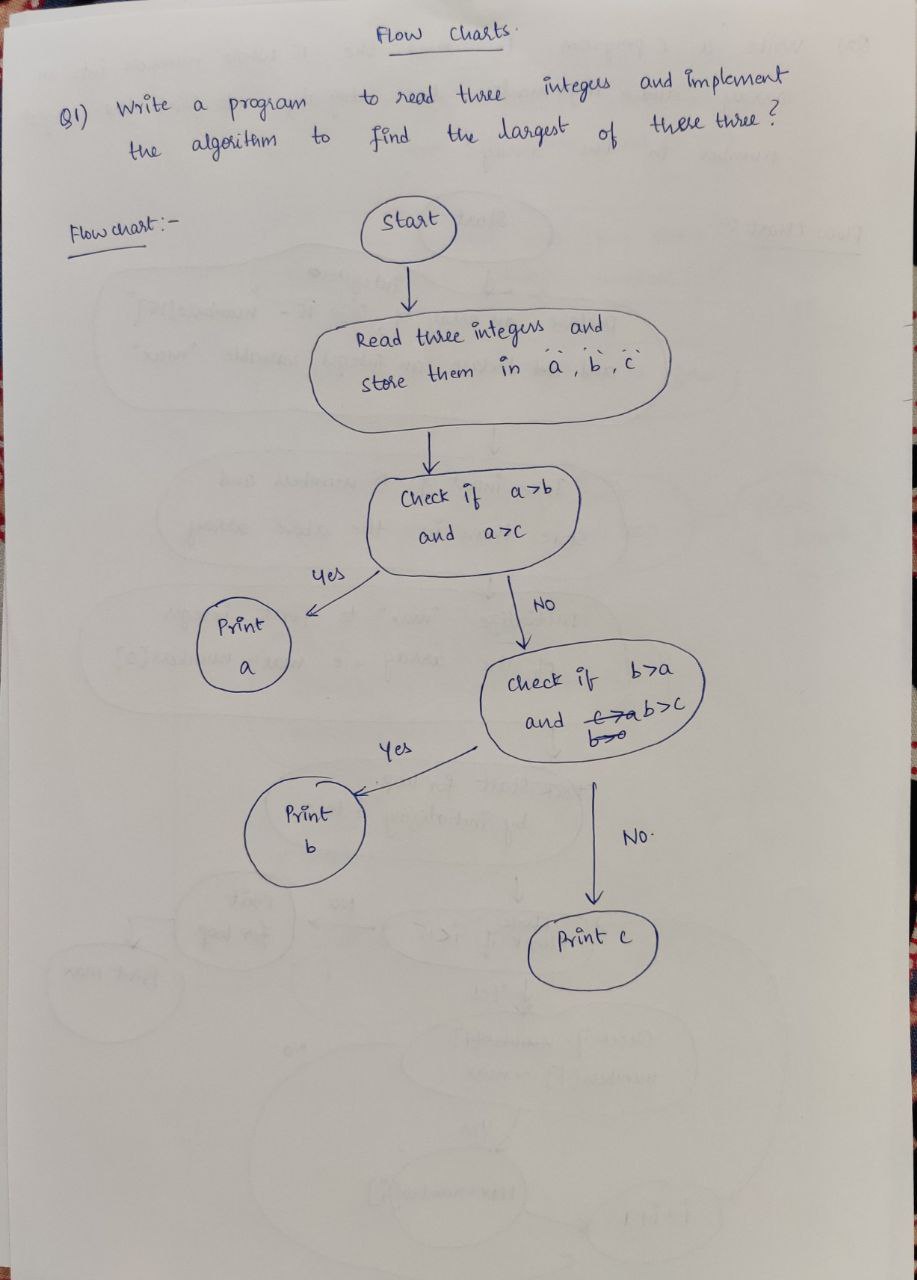 Flow Charts.
Q1) Write a program to read three integers and implement
the algorithm to find the largest of these three?
Flow chart:-
Start
Read three integers and
store them in "a", "b", "c"
Check if a>b
and a>c
Yes
NO
Print
a
Check if b>a
and c>a b>c
Yes
Print
b
No.
Print c